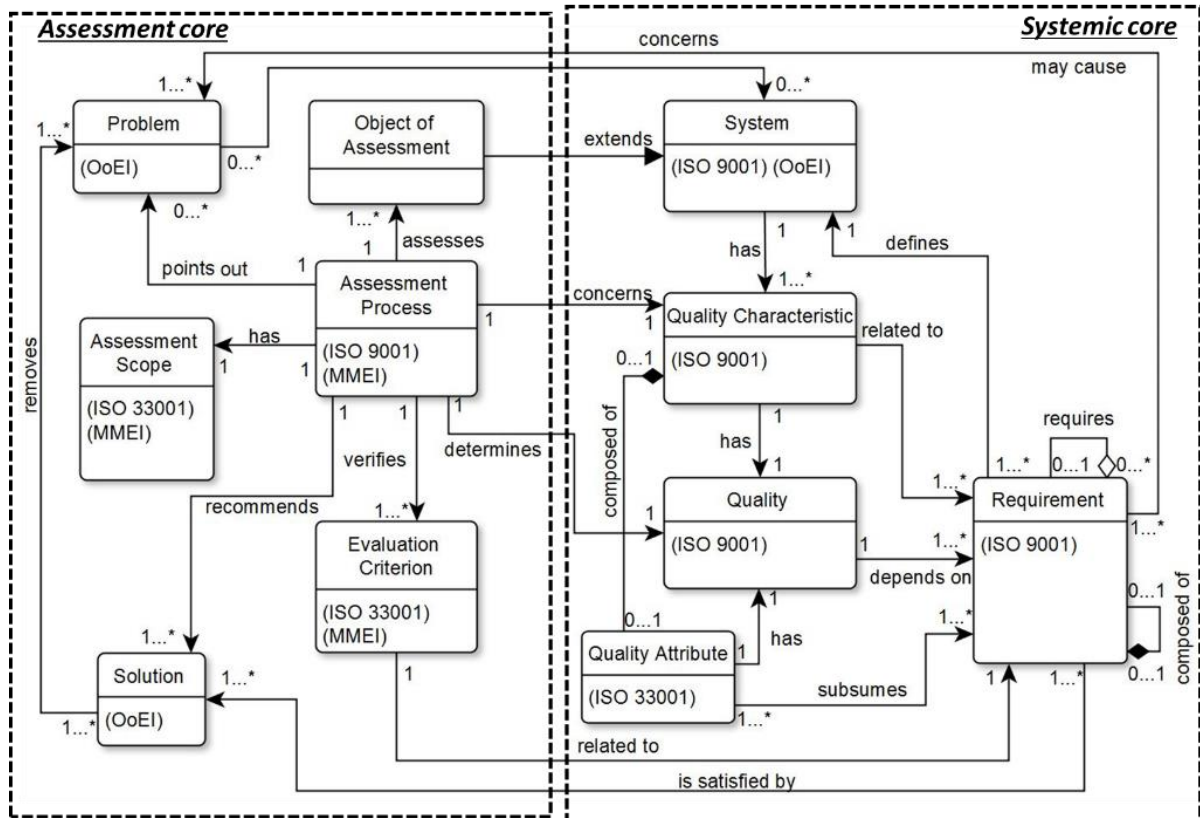 Assessment core
Systemic core
concerns
may cause
1...*
0...*
1...*
Problem
(OoEI)
0...*
Object of
Assessment
extends
System
(ISO 9001) (OoEI)
0...*
1...*
assesses
1
points out
1
Assessment
Process
(ISO 9001)
(MMEI)
1
has
1
defines
1...*
concerns
1
1
Quality Characteristic
(ISO 9001)
related to
Assessment
Scope
(ISO 33001)
(MMEI)
has
1
1
removes
0...1
composed of
1
1
1
verifies
determines
1
has
1
requires
0...1
0...*
1...*
1...*
recommends
1...*
1
Quality
(ISO 9001)
1
1...*
depends on
Requirement
(ISO 9001)
1...*
Evaluation
Criterion
(ISO 33001)
(MMEI)
1
0...1
0...1
composed of
1...*
Solution
(OoEI)
1...*
1...*
0...1
Quality Attribute
(ISO 33001)
1
has
1
1...*
subsumes
1...*
1
1...*
related to
is satisfied by